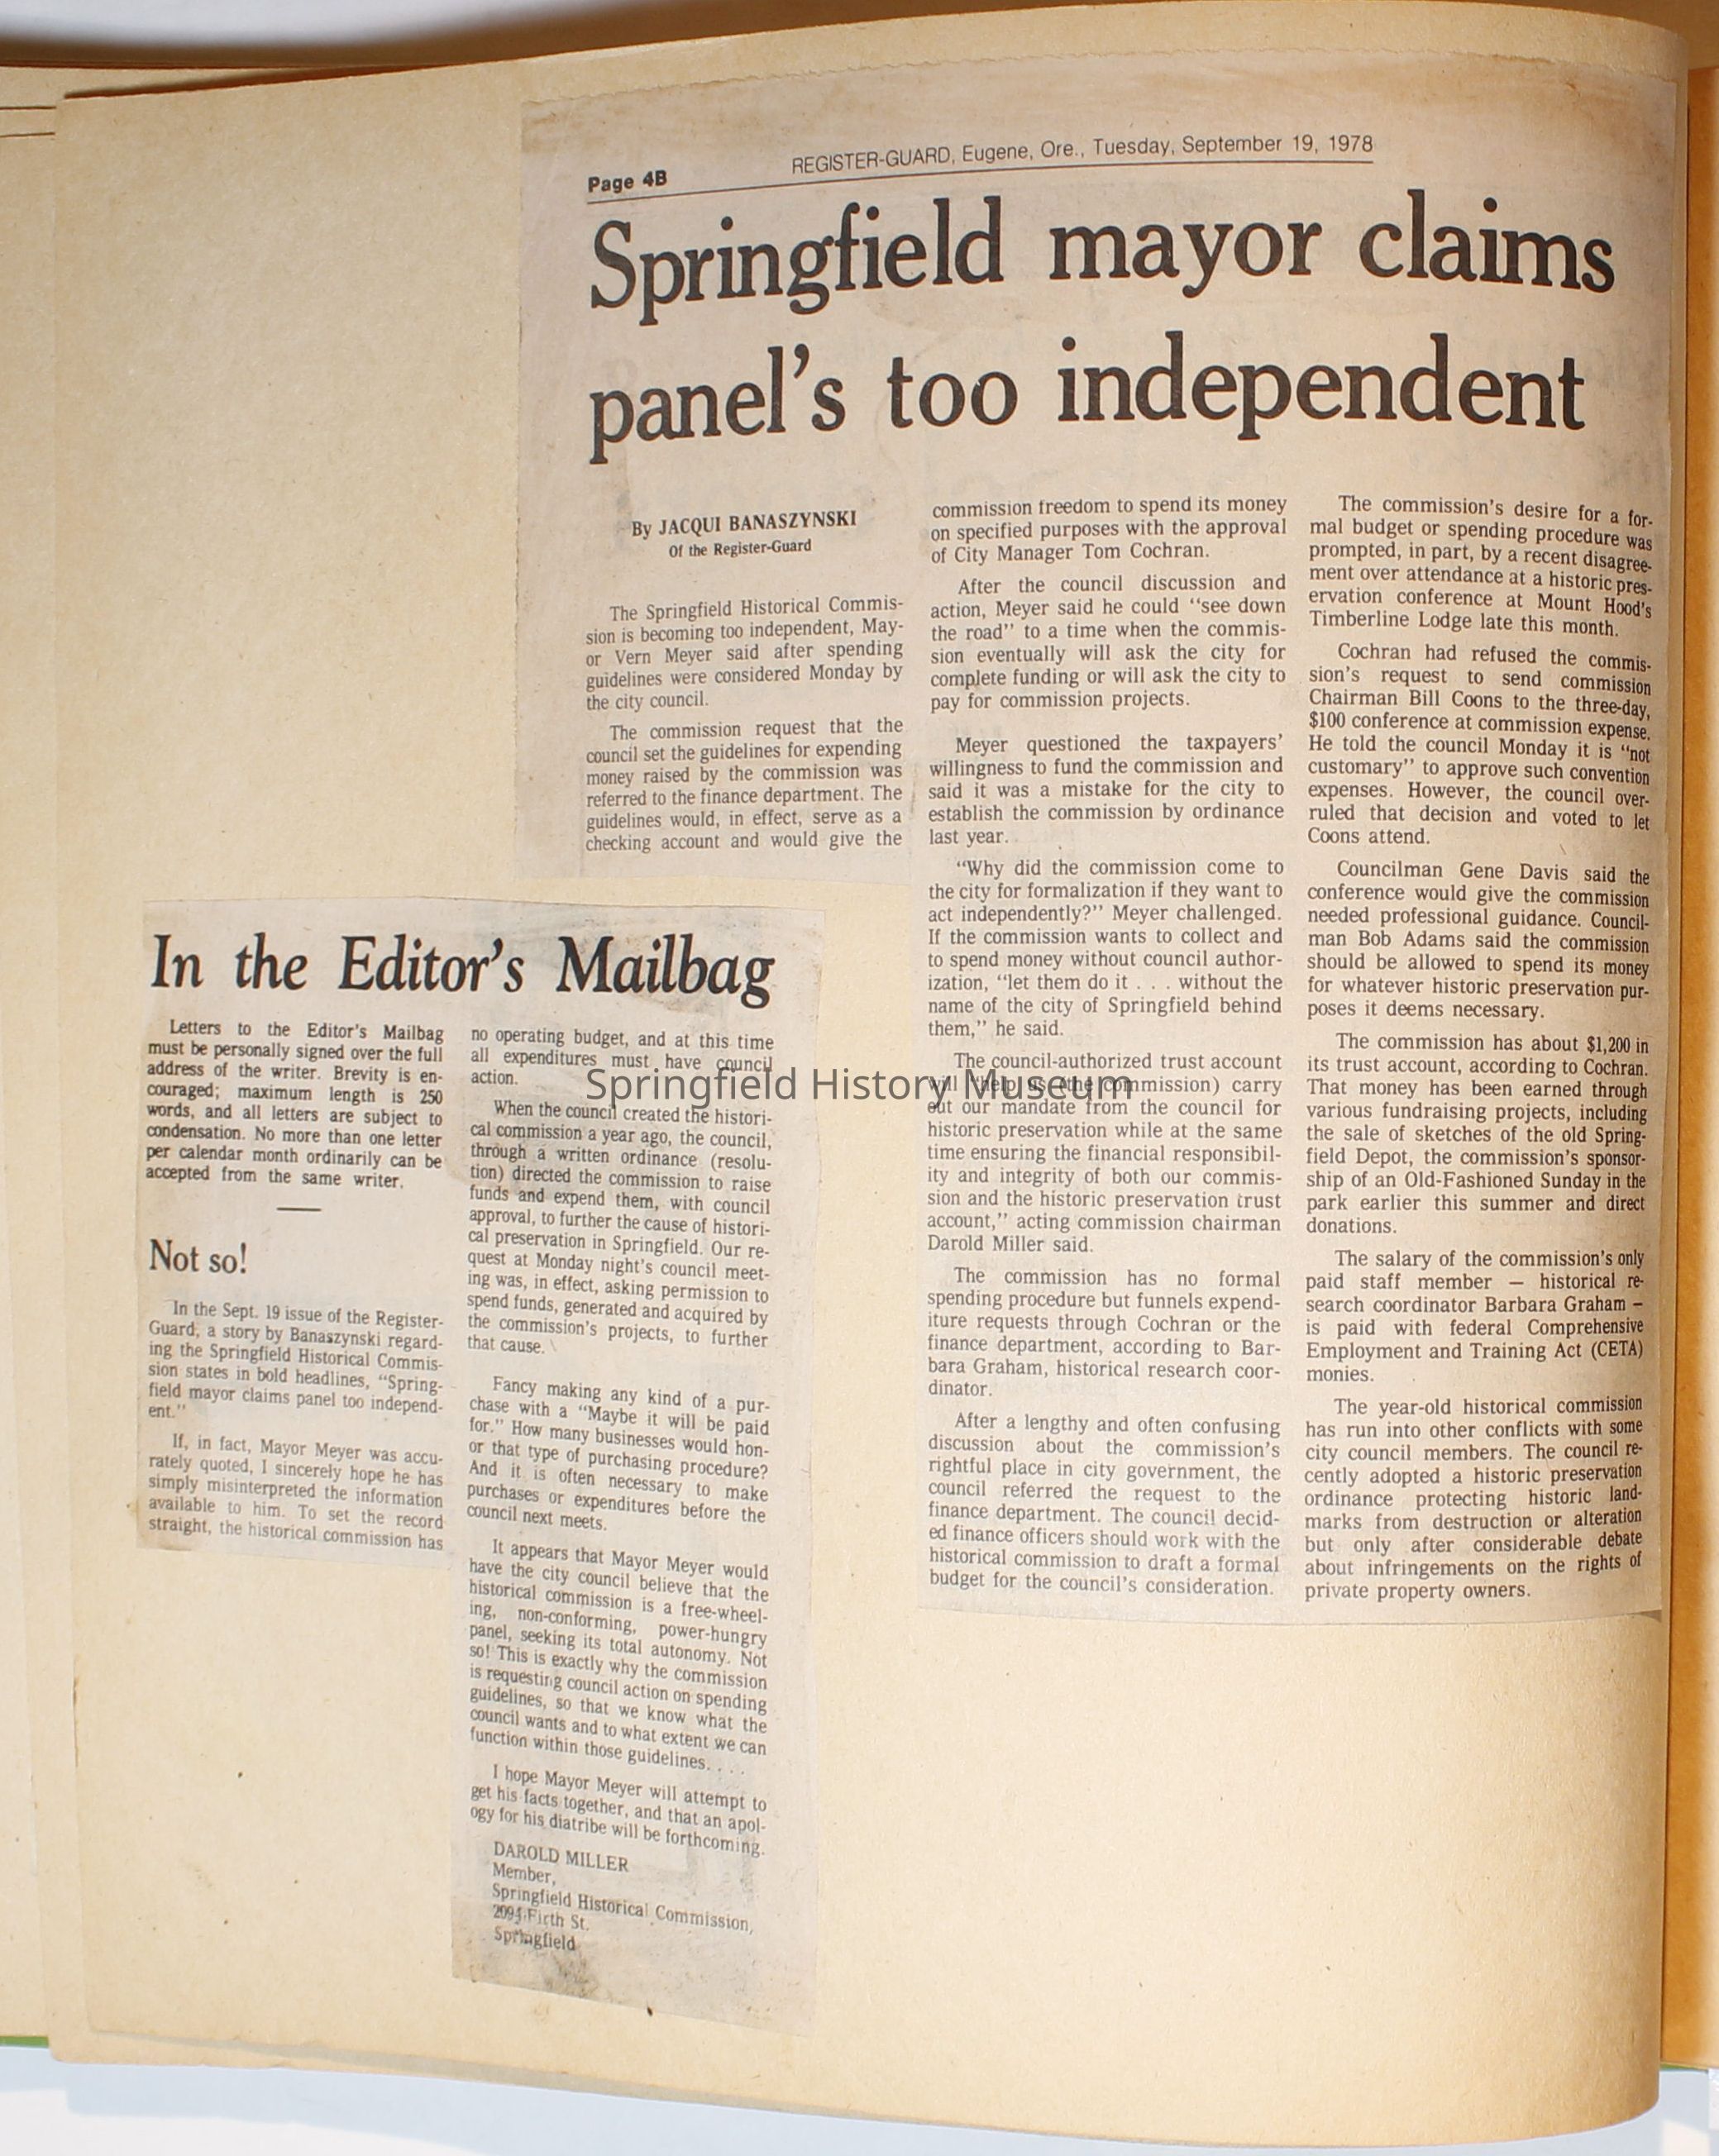 Page 4B
REGISTER-GUARD, Eugene, Ore., Tuesday, September 19, 1978
Springfield mayor claims
panel's too independent
By JACQUI BANASZYNSKI
Of the Register-Guard
The Springfield Historical Commis-
sion is becoming too independent, May-
or Vern Meyer said after spending
guidelines were considered Monday by
the city council.
The commission request that the
council set the guidelines for expending
money raised by the commission was
referred to the finance department. The
guidelines would, in effect, serve as a
checking account and would give the
commission freedom to spend its money
on specified purposes with the approval
of City Manager Tom Cochran.
After the council discussion and
action, Meyer said he could "see down
the road" to a time when the commis-
sion eventually will ask the city for
complete funding or will ask the city to
pay for commission projects.
Meyer questioned the taxpayers'
willingness to fund the commission and
said it was a mistake for the city to
establish the commission by ordinance
last year.
"Why did the commission come to
the city for formalization if they want to
act independently?" Meyer challenged.
If the commission wants to collect and
to spend money without council author-
ization, "let them do it . . . without the
name of the city of Springfield behind
them," he said.
The council-authorized trust account
will "help us (the commission) carry
out our mandate from the council for
historic preservation while at the same
time ensuring the financial responsibil-
ity and integrity of both our commis-
sion and the historic preservation trust
account," acting commission chairman
Darold Miller said.
The commission has no formal
spending procedure but funnels expend-
iture requests through Cochran or the
finance department, according to Bar-
bara Graham, historical research coor-
dinator.
After a lengthy and often confusing
discussion about the commission's
rightful place in city government, the
council referred the request to the
finance department. The council decid-
ed finance officers should work with the
historical commission to draft a formal
budget for the council's consideration.
The commission's desire for a for-
mal budget or spending procedure was
prompted, in part, by a recent disagree-
ment over attendance at a historic pres-
ervation conference at Mount Hood's
Timberline Lodge late this month.
Cochran had refused the commis-
sion's request to send commission
Chairman Bill Coons to the three-day,
$100 conference at commission expense.
He told the council Monday it is "not
customary" to approve such convention
expenses. However, the council over-
ruled that decision and voted to let
Coons attend.
Councilman Gene Davis said the
conference would give the commission
needed professional guidance. Council-
man Bob Adams said the commission
should be allowed to spend its money
for whatever historic preservation pur-
poses it deems necessary.
The commission has about $1,200 in
its trust account, according to Cochran.
That money has been earned through
various fundraising projects, including
the sale of sketches of the old Spring-
field Depot, the commission's sponsor-
ship of an Old-Fashioned Sunday in the
park earlier this summer and direct
donations.
The salary of the commission's only
paid staff member — historical re-
search coordinator Barbara Graham —
is paid with federal Comprehensive
Employment and Training Act (CETA)
monies.
The year-old historical commission
has run into other conflicts with some
city council members. The council re-
cently adopted a historic preservation
ordinance protecting historic land-
marks from destruction or alteration
but only after considerable debate
about infringements on the rights of
private property owners.
In the Editor's Mailbag
Letters to the Editor's Mailbag
must be personally signed over the full
address of the writer. Brevity is en-
couraged; maximum length is 250
words, and all letters are subject to
condensation. No more than one letter
per calendar month ordinarily can be
accepted from the same writer.
Not so!
In the Sept. 19 issue of the Register-
Guard, a story by Banaszynski regard-
ing the Springfield Historical Commis-
sion states in bold headlines, "Spring-
field mayor claims panel too independ-
ent."
If, in fact, Mayor Meyer was accu-
rately quoted, I sincerely hope he has
simply misinterpreted the information
available to him. To set the record
straight, the historical commission has
no operating budget, and at this time
all expenditures must have council
action.
When the council created the histori-
cal commission a year ago, the council,
through a written ordinance (resolu-
tion) directed the commission to raise
funds and expend them, with council
approval, to further the cause of histori-
cal preservation in Springfield. Our re-
quest at Monday night's council meet-
ing was, in effect, asking permission to
spend funds, generated and acquired by
the commission's projects, to further
that cause.
Fancy making any kind of a pur-
chase with a "Maybe it will be paid
for." How many businesses would hon-
or that type of purchasing procedure?
And it is often necessary to make
purchases or expenditures before the
council next meets.
It appears that Mayor Meyer would
have the city council believe that the
historical commission is a free-wheel-
ing, non-conforming, power-hungry
panel, seeking its total autonomy. Not
so! This is exactly why the commission
is requesting council action on spending
guidelines, so that we know what the
council wants and to what extent we can
function within those guidelines. . . .
I hope Mayor Meyer will attempt to
get his facts together, and that an apol-
ogy for his diatribe will be forthcoming.
DAROLD MILLER
Member,
Springfield Historical Commission,
Firth St.
Springfield
Springfield History Museum